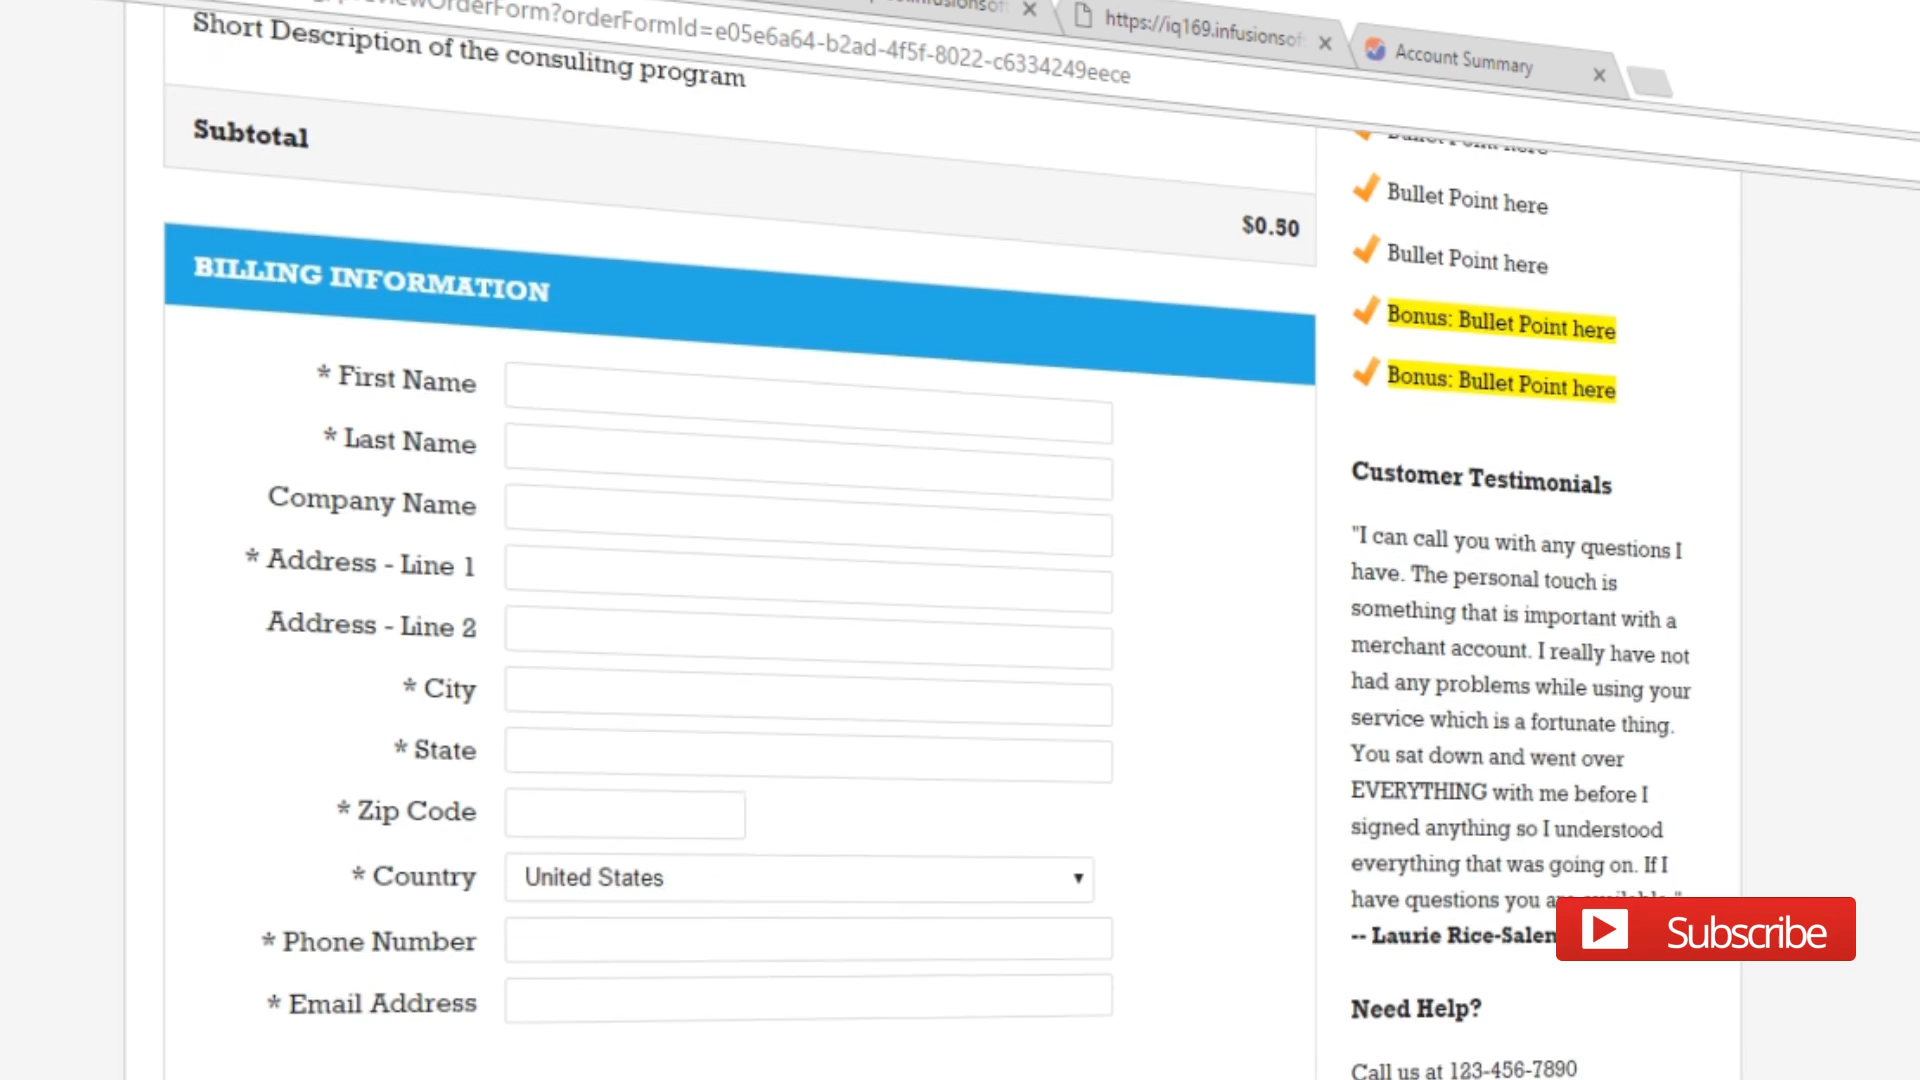 https://iq169.infusionsof
Account Summary
orderFormId=e05e6a64-b2ad-4f5f-8022-c6334249eece
Short Description of the consulitng program
Subtotal
$0.50
BILLING INFORMATION
* First Name
* Last Name
Company Name
* Address - Line 1
Address - Line 2
* City
* State
* Zip Code
* Country
United States
* Phone Number
* Email Address
Bullet Point here
Bullet Point here
Bullet Point here
Bonus: Bullet Point here
Bonus: Bullet Point here
Customer Testimonials
"I can call you with any questions I
have. The personal touch is
something that is important with a
merchant account. I really have not
had any problems while using your
service which is a fortunate thing.
You sat down and went over
EVERYTHING with me before I
signed anything so I understood
everything that was going on. If I
have questions you
-- Laurie Rice-Salem
Subscribe
Need Help?
Call us at 123-456-7890